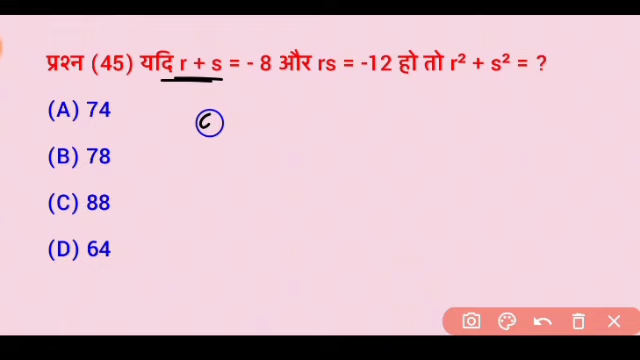 प्रश्न (45) यदि r + s = - 8 और rs = -12 हो तो r² + s² = ?
(A) 74
(B) 78
(C) 88
(D) 64